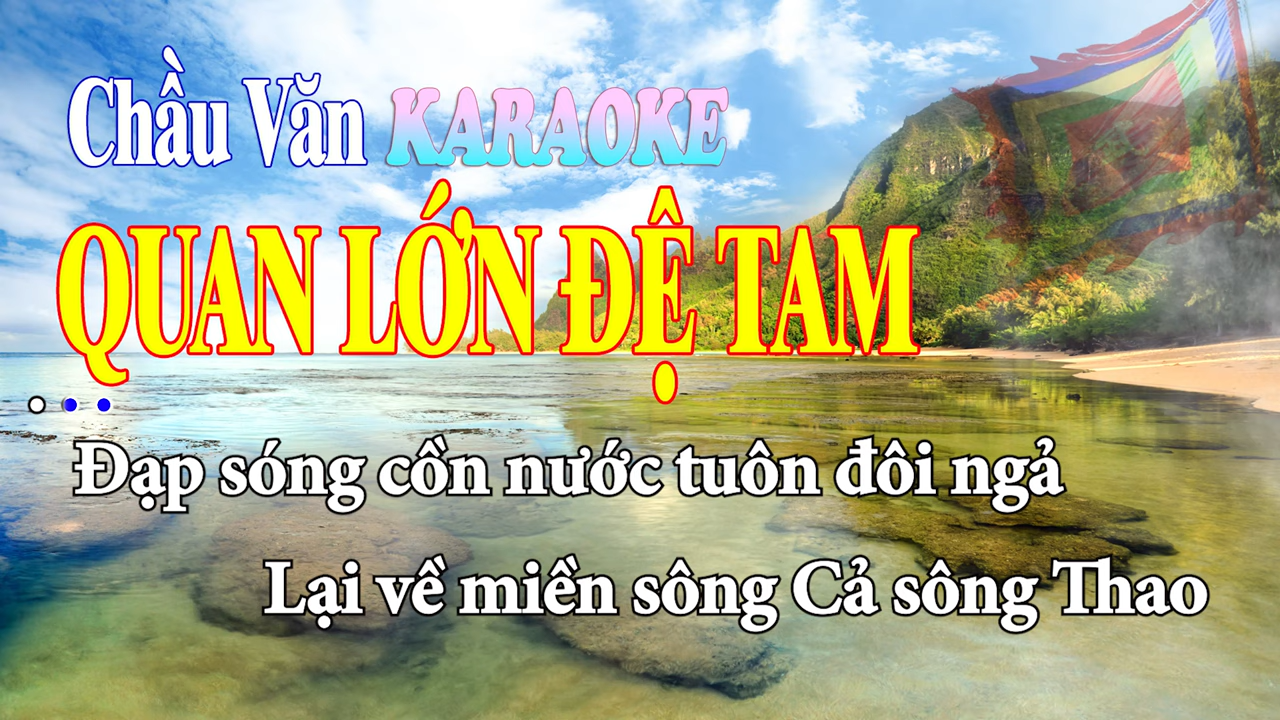 Chầu Văn KARAOKE
QUAN LỚN ĐỆ TAM
Đạp sóng cồn nước tuôn đôi ngả
Lại về miền sông Cả sông Thao